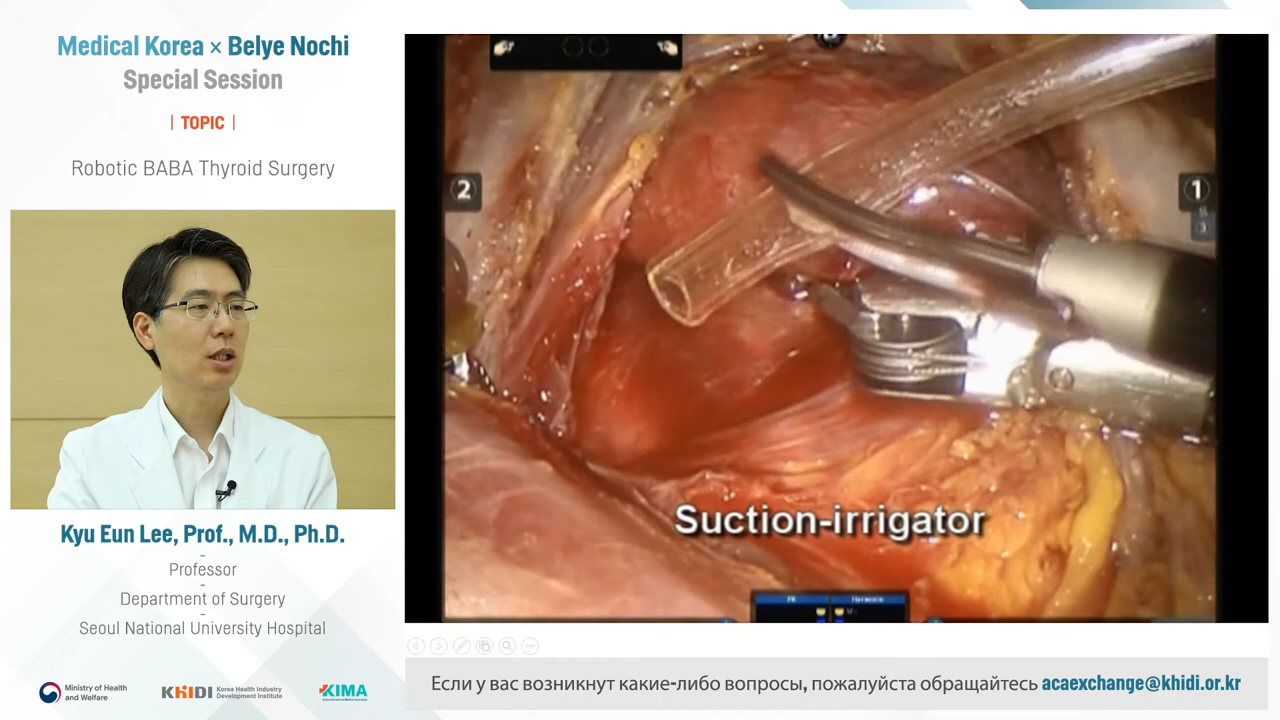 Medical Korea × Belye Nochi
Special Session
| TOPIC |
Robotic BABA Thyroid Surgery
2
1
3
Suction-irrigator
Kyu Eun Lee, Prof., M.D., Ph.D.
Professor
Department of Surgery
Seoul National University Hospital
Ministry of Health
and Welfare
KHIDI
Korea Health Industry
Development Institute
KIMA
Если у вас возникнут какие-либо вопросы, пожалуйста обращайтесь acaexchange@khidi.or.kr